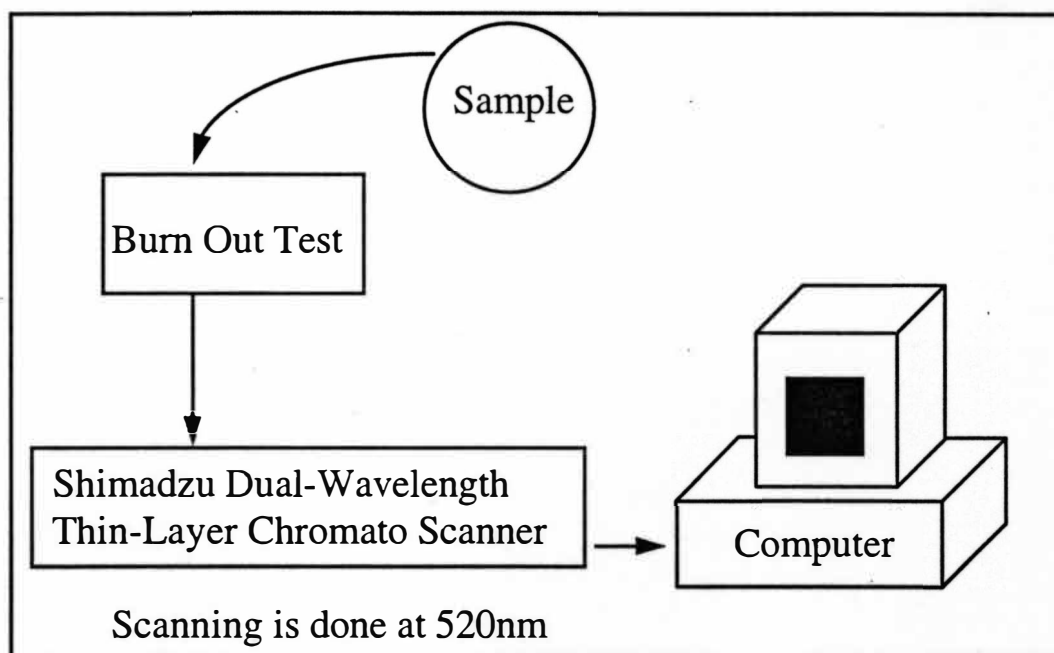 Sample
Burn Out Test
Shimadzu Dual-Wavelength
Thin-Layer Chromato Scanner
Computer
Scanning is done at 520nm